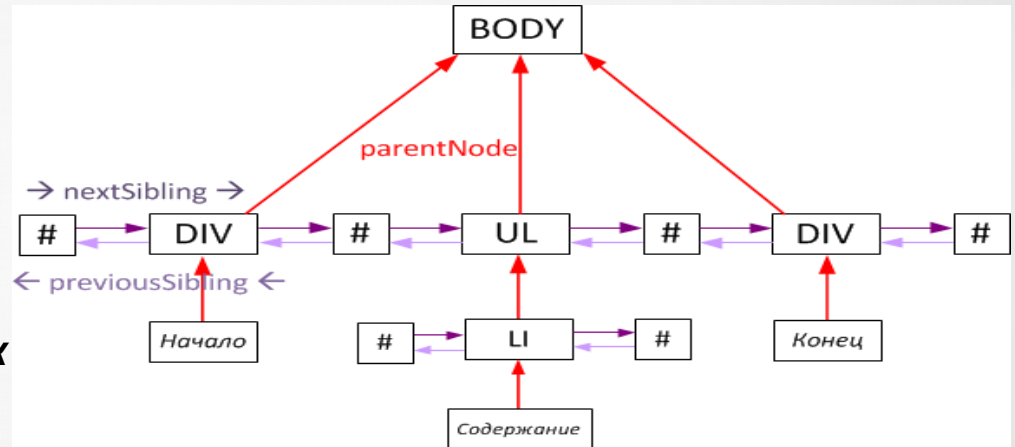 BODY
parentNode
→ nextSibling →
# DIV # UL # DIV #
← previousSibling ←
Начало # LI # Конец
к
Содержание